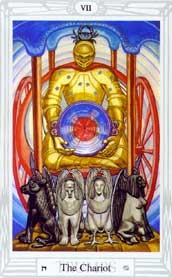 VII
ח The Chariot ♋